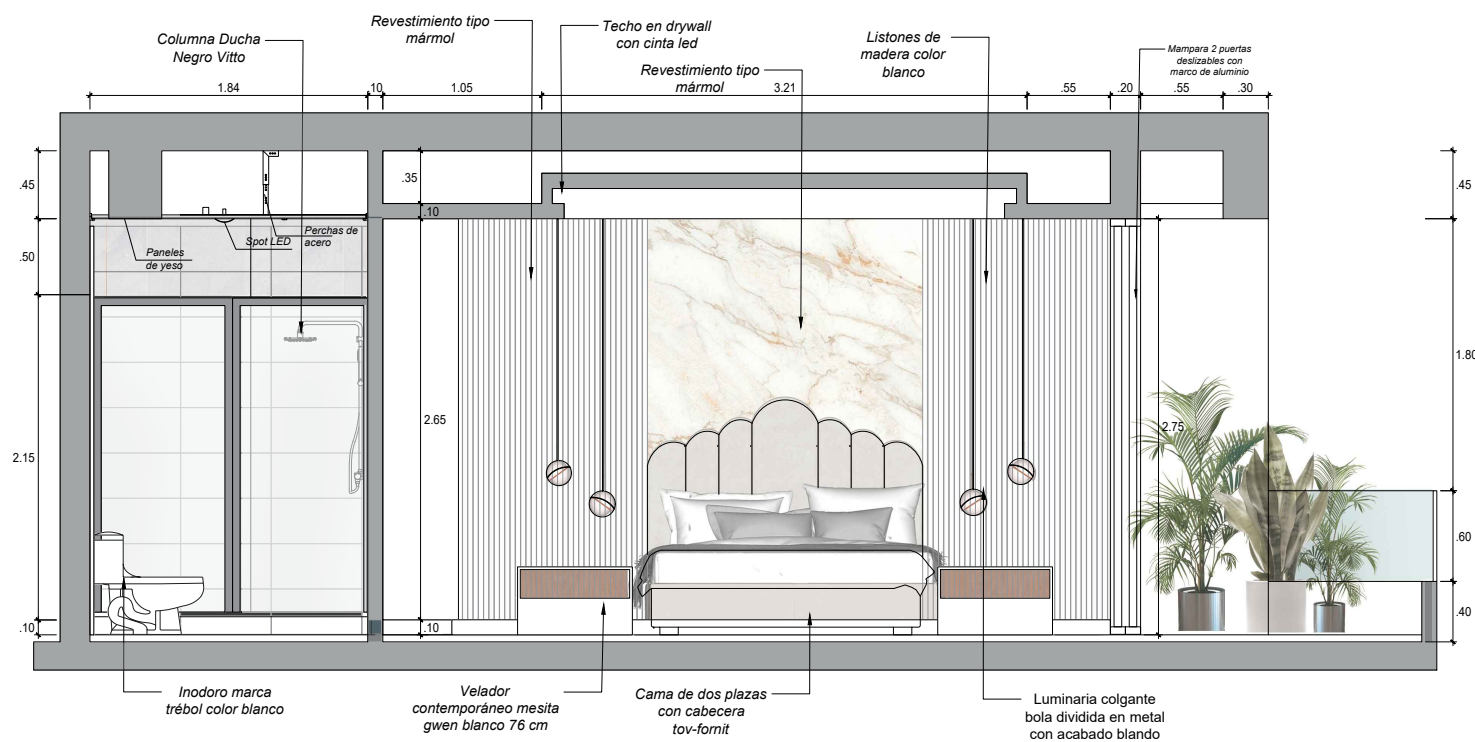 Revestimiento tipo
mármol
Techo en drywall
con cinta led
Listones de
madera color
blanco
Columna Ducha
Negro Vitto
Revestimiento tipo
mármol
Mampara 2 puertas
deslizables con
marco de aluminio
1.84
.10
1.05
3.21
.55
.20
.55
.30
.45
.35
.10
.45
Perchas de
acero
Spot LED
Paneles
de yeso
.50
1.80
2.65
2.75
2.15
.60
.40
.10
.10
Inodoro marca
trébol color blanco
Velador
contemporáneo mesita
gwen blanco 76 cm
Cama de dos plazas
con cabecera
tov-fornit
Luminaria colgante
bola dividida en metal
con acabado blando